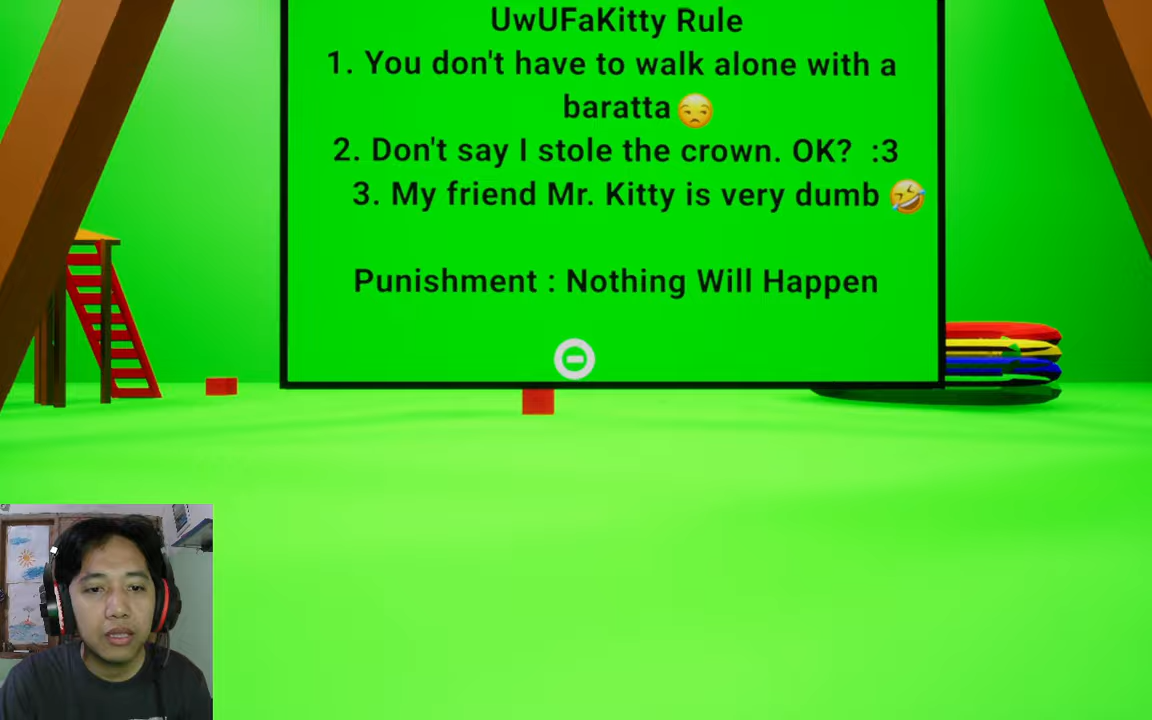 UwUFaKitty Rule
1. You don't have to walk alone with a
baratta 😒
2. Don't say I stole the crown. OK?  :3
3. My friend Mr. Kitty is very dumb 🤣
Punishment : Nothing Will Happen